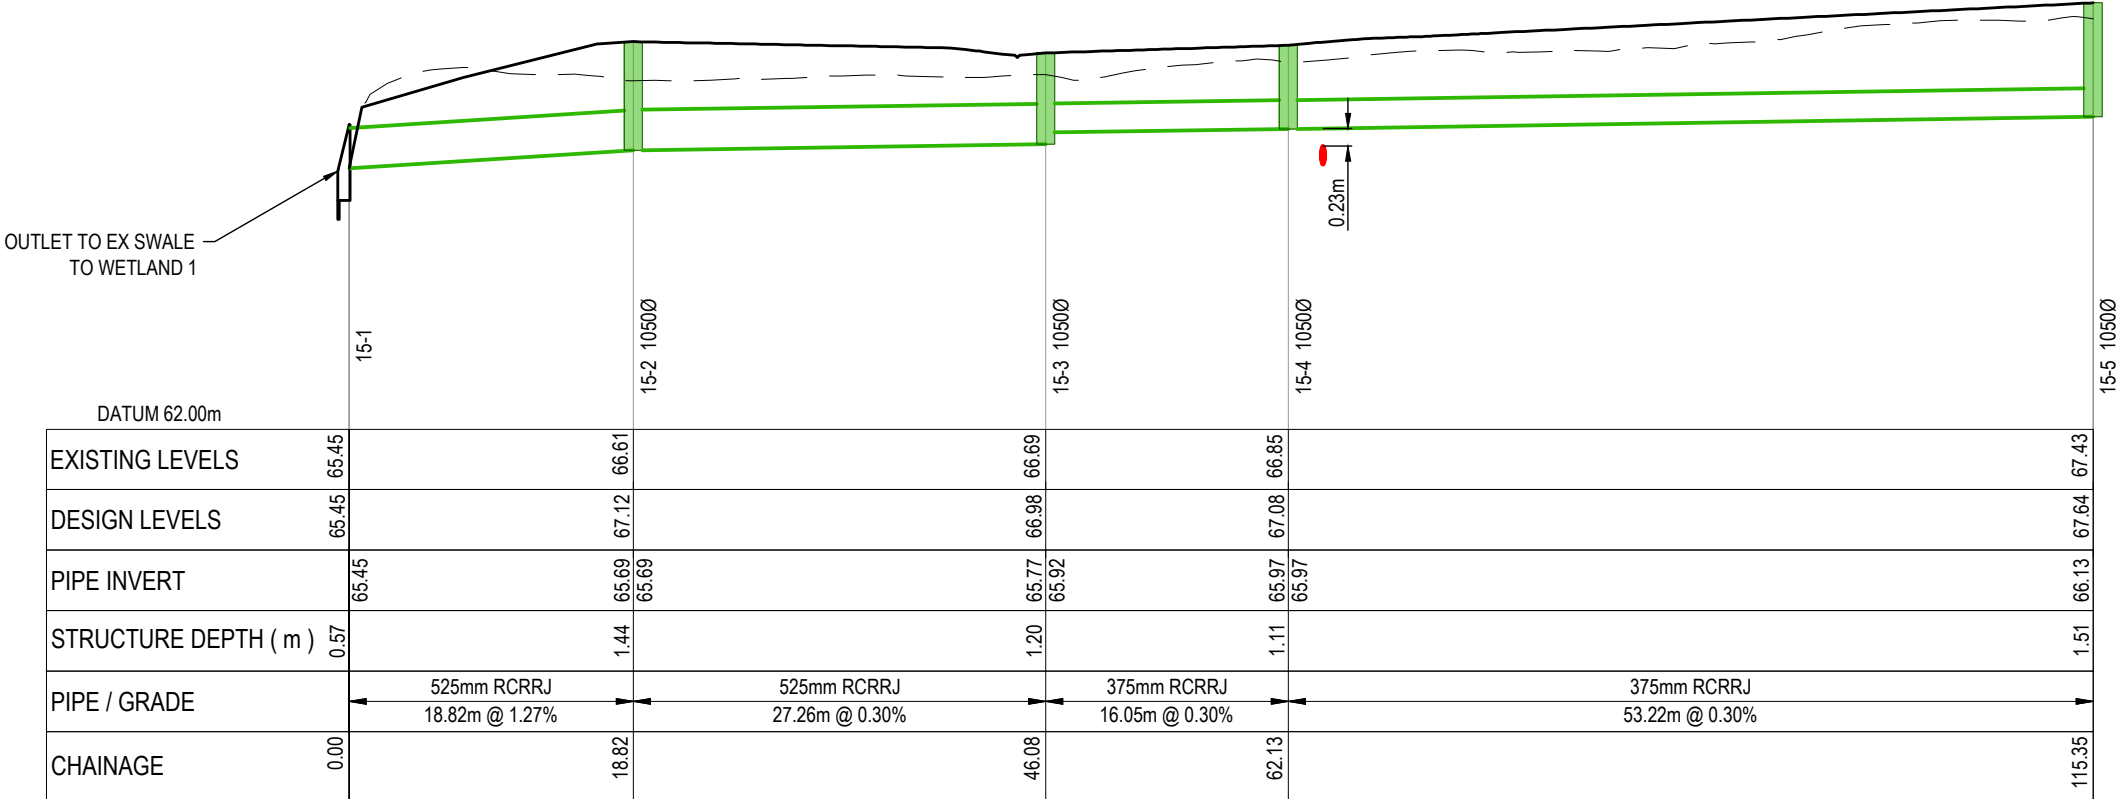 OUTLET TO EX SWALE
TO WETLAND 1
0.23m
15-1
15-2 1050Ø
15-3 1050Ø
15-4 1050Ø
15-5 1050Ø
DATUM 62.00m
EXISTING LEVELS 65.45 66.61 66.69 66.85 67.43
DESIGN LEVELS 65.45 67.12 66.98 67.08 67.64
PIPE INVERT 65.45 65.69 65.69 65.77 65.92 65.97 65.97 66.13
STRUCTURE DEPTH ( m ) 0.57 1.44 1.20 1.11 1.51
PIPE / GRADE
525mm RCRRJ
18.82m @ 1.27%
525mm RCRRJ
27.26m @ 0.30%
375mm RCRRJ
16.05m @ 0.30%
375mm RCRRJ
53.22m @ 0.30%
CHAINAGE 0.00 18.82 46.08 62.13 115.35